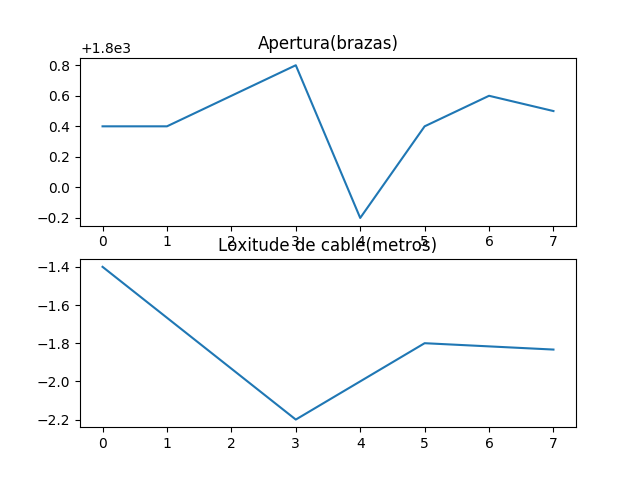 +1.8e3
Apertura(brazas)
0.8
0.6
0.4
0.2
0.0
−0.2
0 1 2 3 4 5 6 7
Loxitude de cable(metros)
−1.4
−1.6
−1.8
−2.0
−2.2
0 1 2 3 4 5 6 7